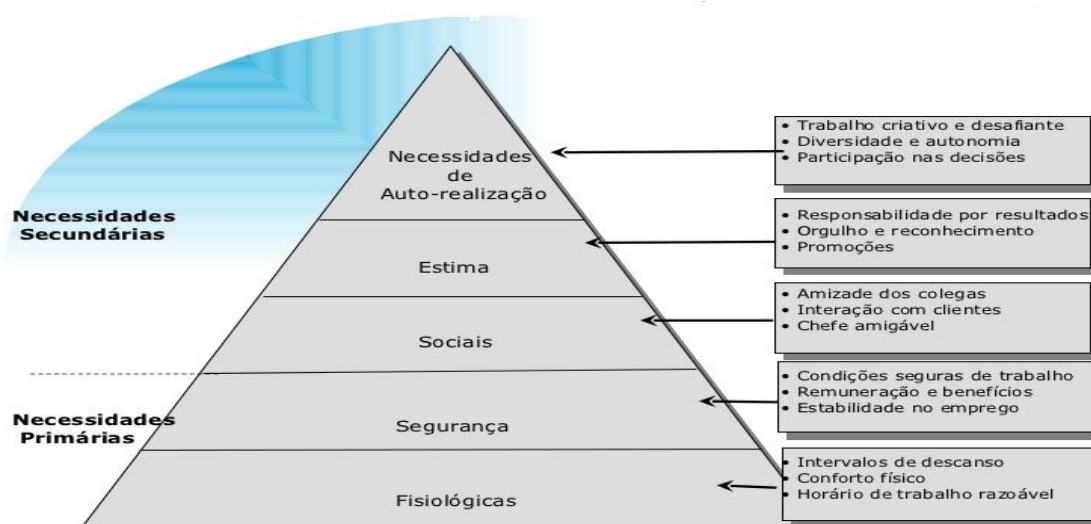 Necessidades
de
Auto-realização
• Trabalho criativo e desafiante
• Diversidade e autonomia
• Participação nas decisões
Necessidades
Secundárias
Estima
• Responsabilidade por resultados
• Orgulho e reconhecimento
• Promoções
Sociais
• Amizade dos colegas
• Interação com clientes
• Chefe amigável
Necessidades
Primárias
Segurança
• Condições seguras de trabalho
• Remuneração e benefícios
• Estabilidade no emprego
Fisiológicas
• Intervalos de descanso
• Conforto físico
• Horário de trabalho razoável